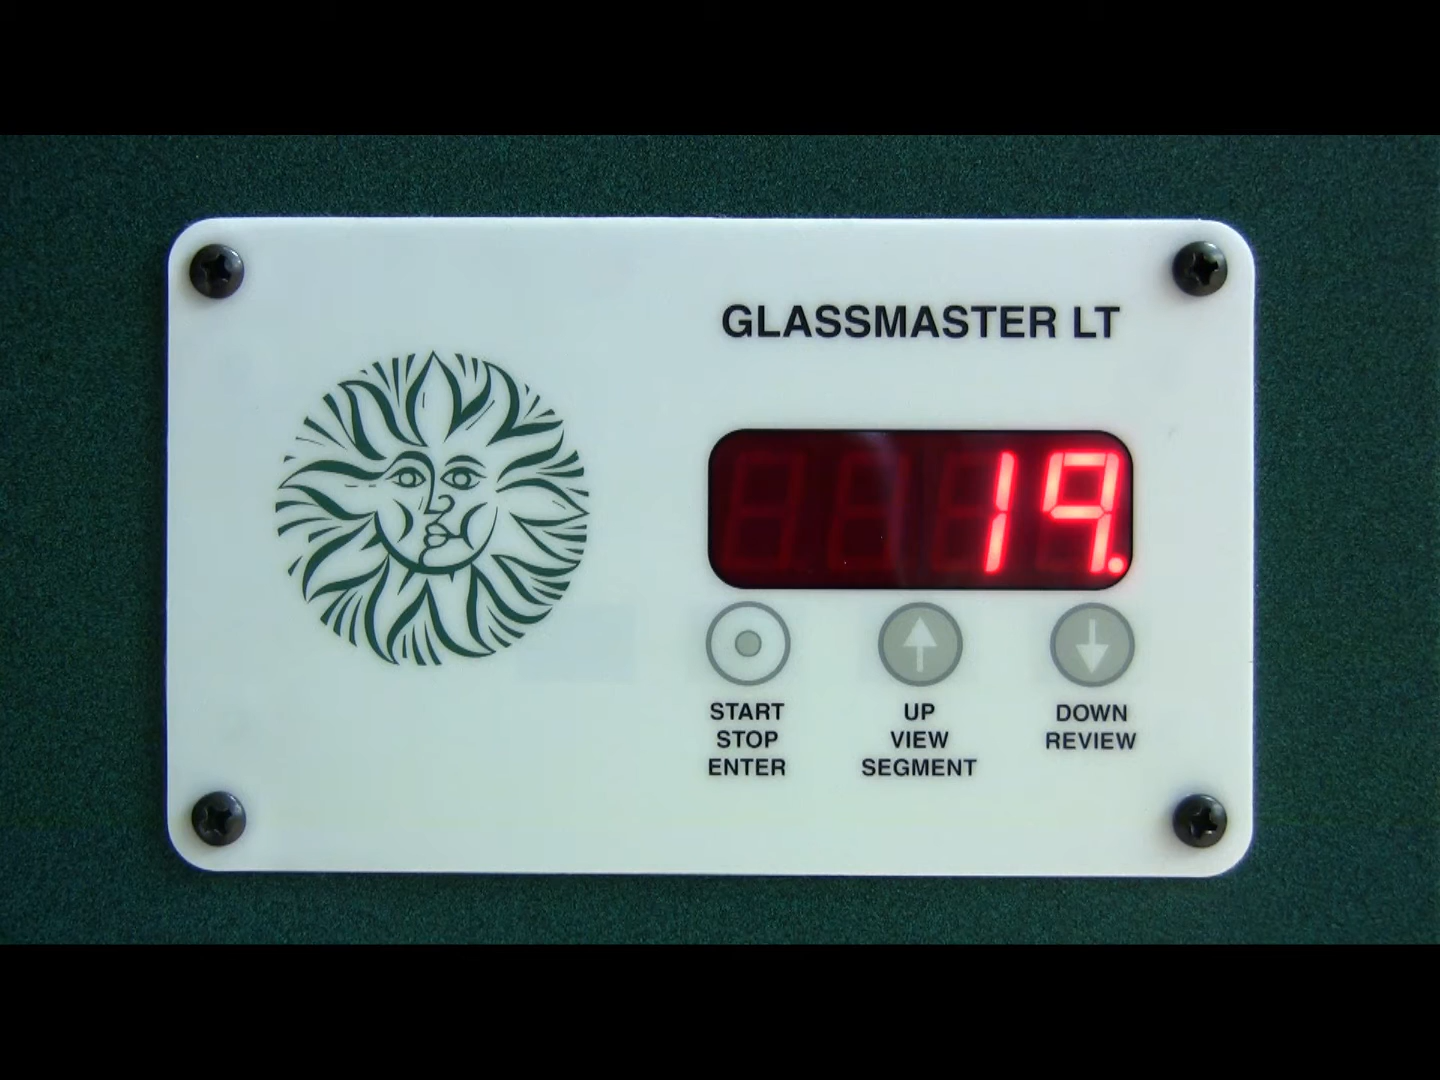 GLASSMASTER LT
19.
START
STOP
ENTER
UP
VIEW
SEGMENT
DOWN
REVIEW